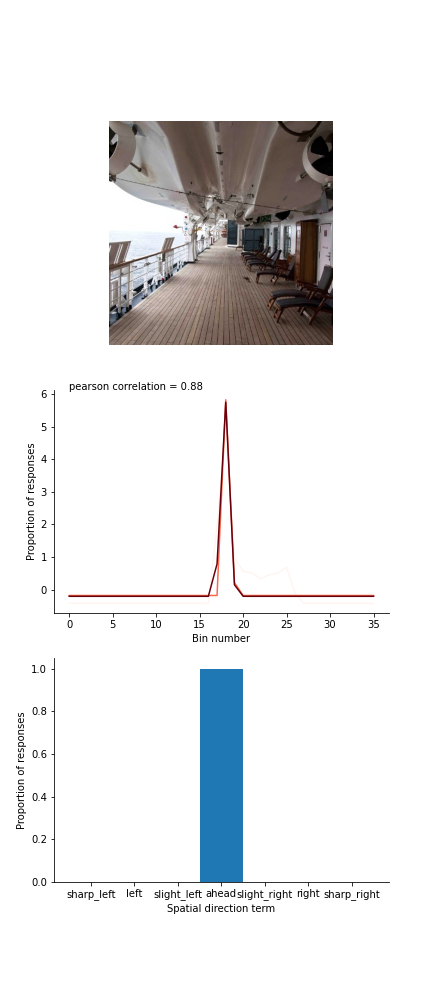 pearson correlation = 0.88
Proportion of responses
6
5
4
3
2
1
0
0 5 10 15 20 25 30 35
Bin number
Proportion of responses
1.0
0.8
0.6
0.4
0.2
0.0
sharp_left left slight_left ahead slight_right right sharp_right
Spatial direction term